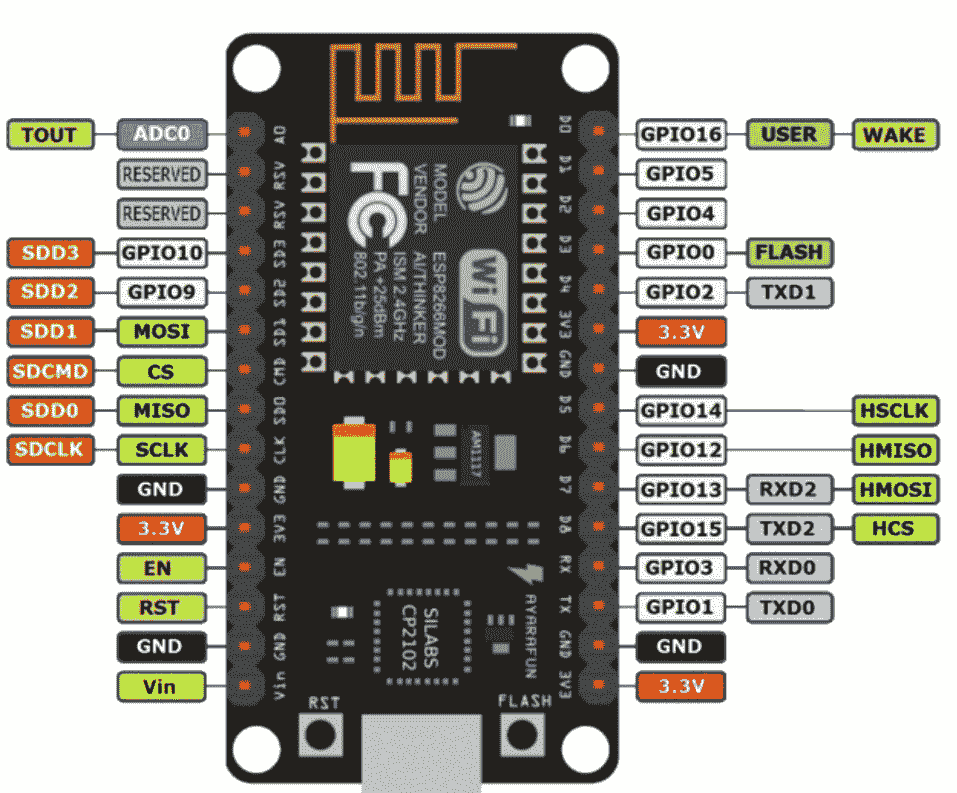 TOUT ADC0 A0 D0 GPIO16 USER WAKE
RESERVED RSV D1 GPIO5
RESERVED RSV D2 GPIO4
SDD3 GPIO10 SD3 D3 GPIO0 FLASH
SDD2 GPIO9 SD2 D4 GPIO2 TXD1
SDD1 MOSI SD1 3V3 3.3V
SDCMD CS CMD GND GND
SDD0 MISO SDO D5 GPIO14 HSCLK
SDCLK SCLK CLK D6 GPIO12 HMISO
GND GND D7 GPIO13 RXD2 HMOSI
3.3V 3V3 D8 GPIO15 TXD2 HCS
EN EN RX GPIO3 RXD0
RST RST TX GPIO1 TXD0
GND GND GND GND
Vin Vin 3V3 3.3V
FC
MODEL ESP8266MOD
VENDOR AI/THINKER
ISM 2.4GHz
PA +25dBm
802.11b/g/n
WiFi
AM1117
SILABS
CP2102
AYARAFUN
RST
FLASH